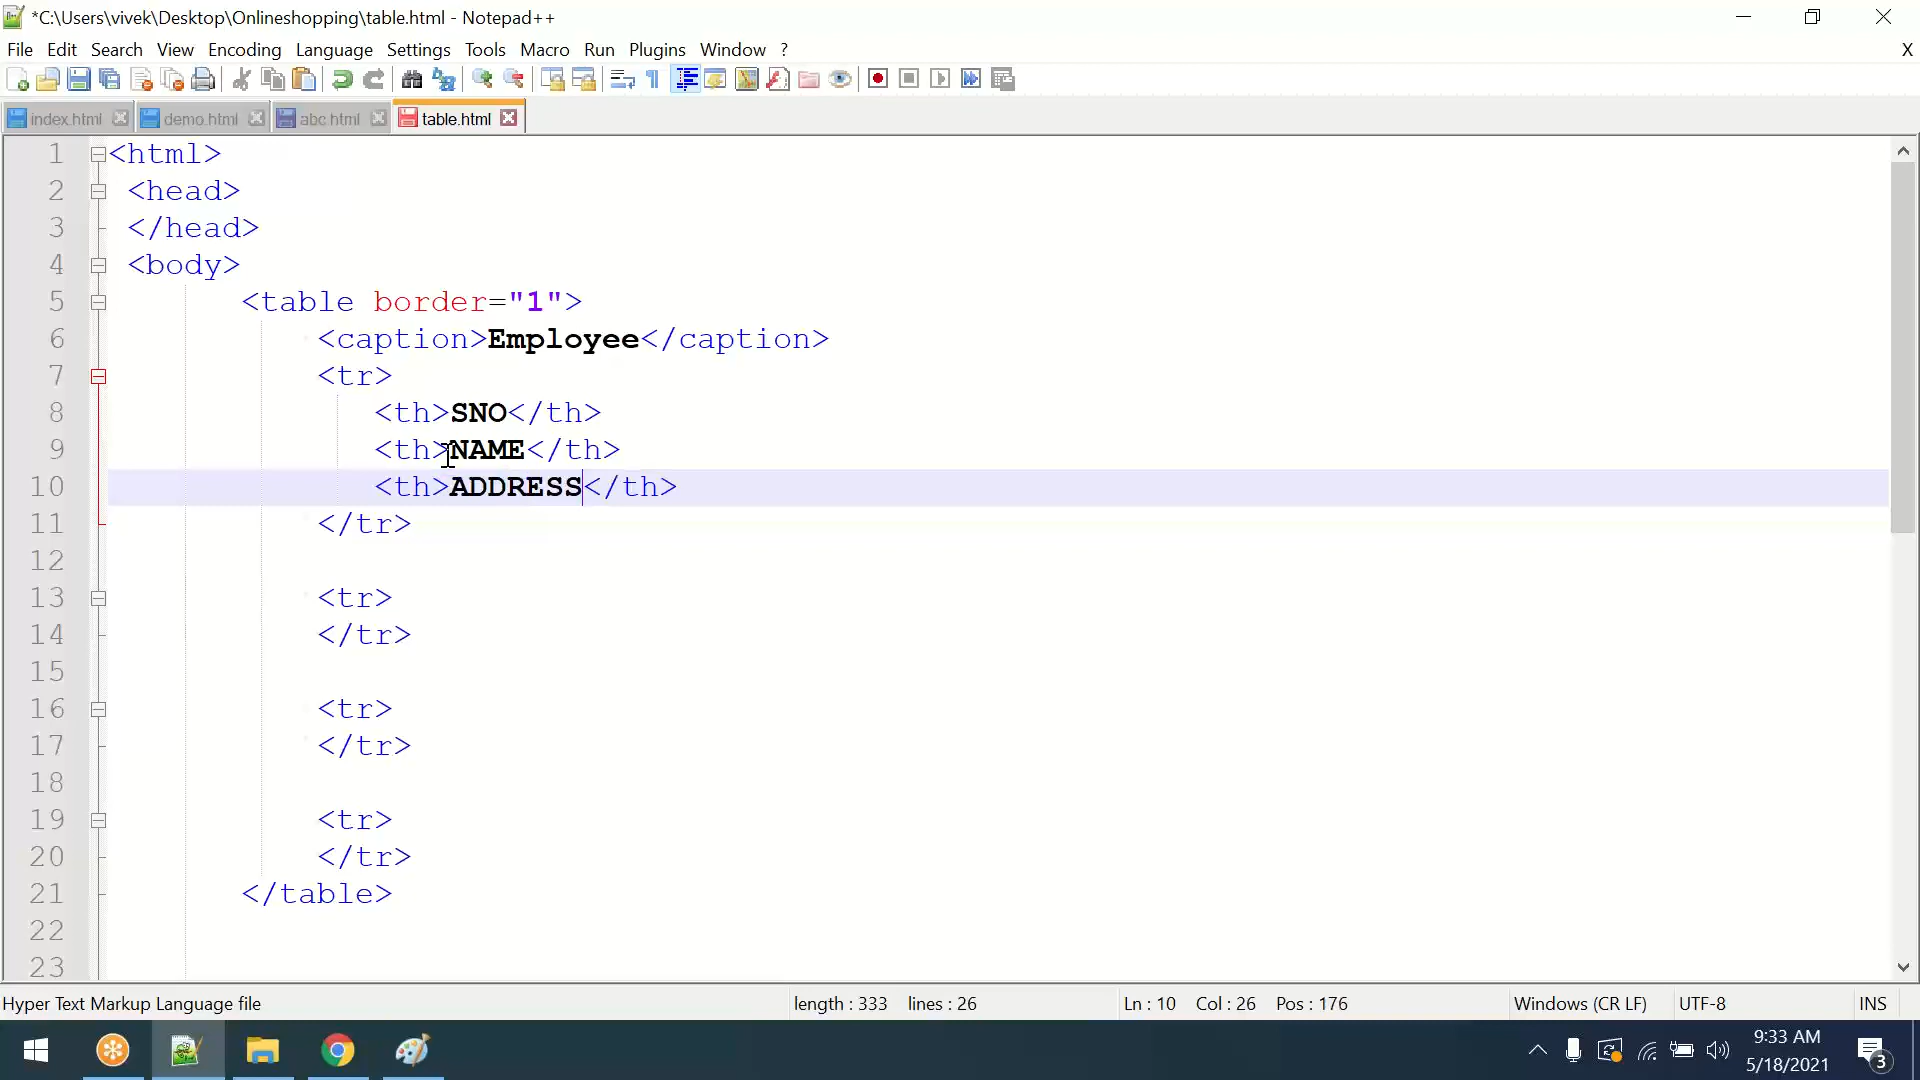 *C:\Users\vivek\Desktop\Onlineshopping\table.html - Notepad++
File Edit Search View Encoding Language Settings Tools Macro Run Plugins Window ? X
index.html demo.html abc.html table.html
1 <html>
2 <head>
3 </head>
4 <body>
5 <table border="1">
6 <caption>Employee</caption>
7 <tr>
8 <th>SNO</th>
9 <th>NAME</th>
10 <th>ADDRESS</th>
11 </tr>
12
13 <tr>
14 </tr>
15
16 <tr>
17 </tr>
18
19 <tr>
20 </tr>
21 </table>
22
23
Hyper Text Markup Language file length : 333 lines : 26 Ln : 10 Col : 26 Pos : 176 Windows (CR LF) UTF-8 INS
9:33 AM
5/18/2021
3